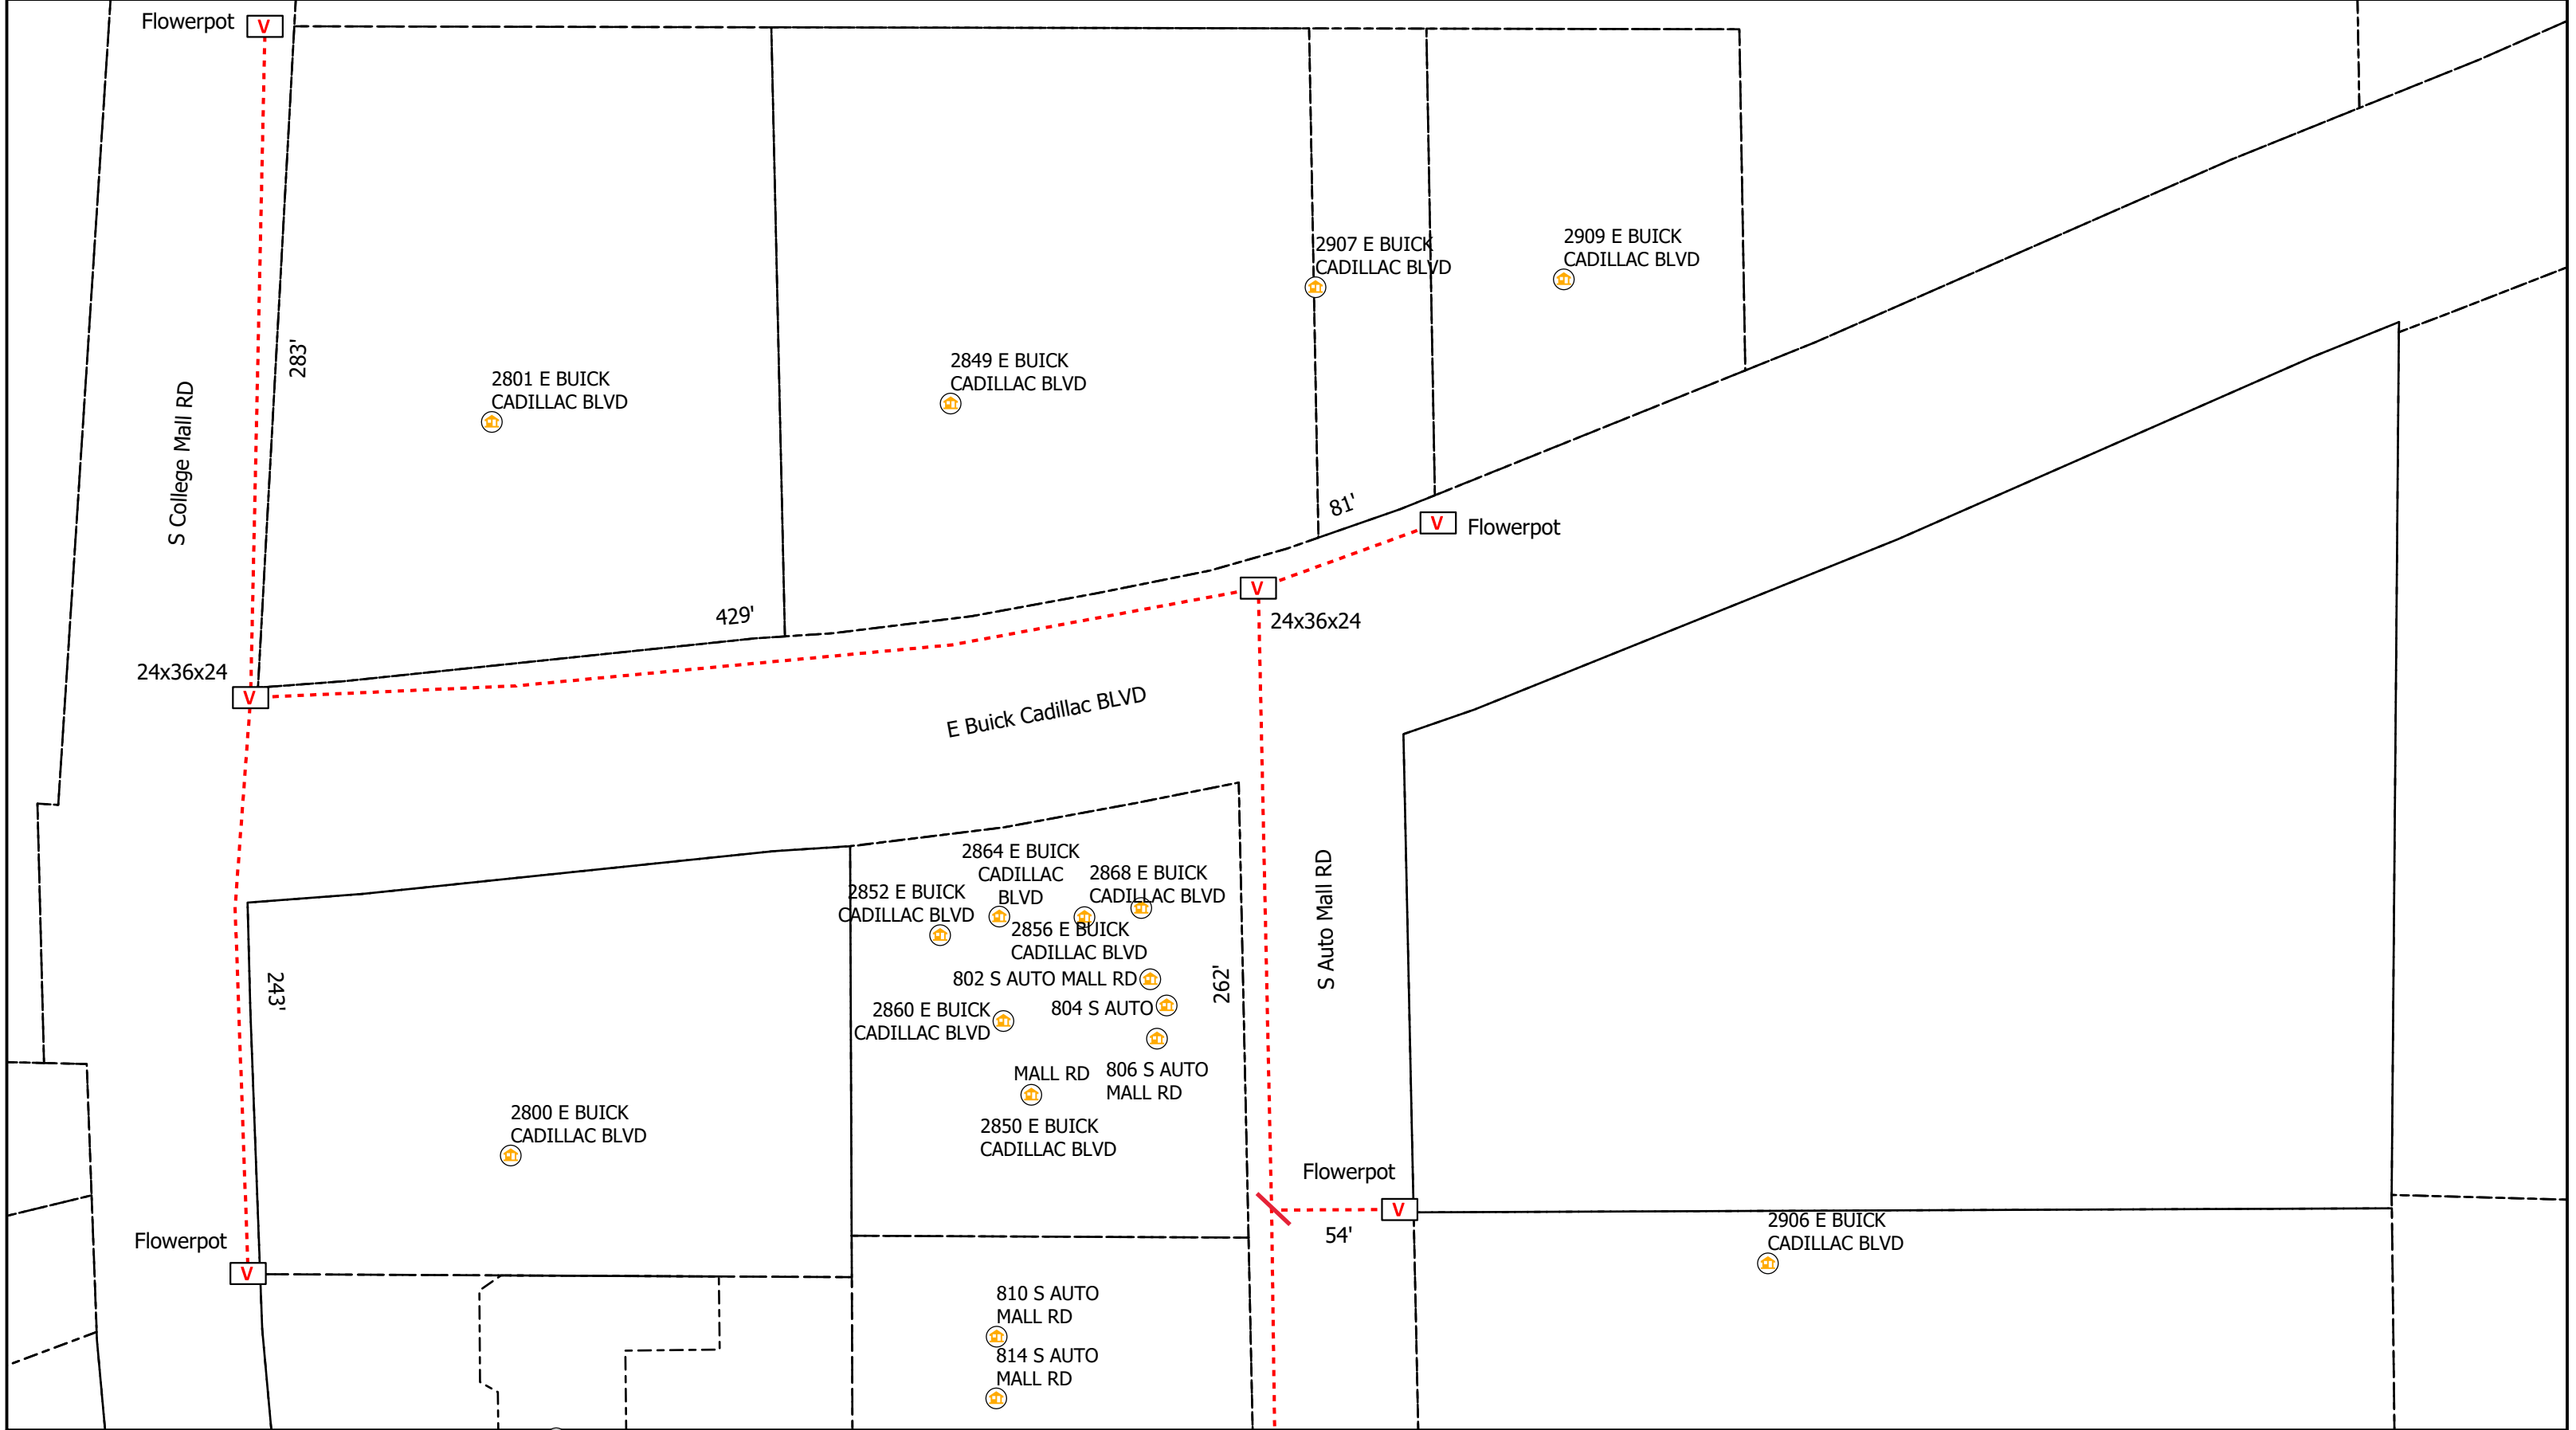 Flowerpot
V
2907 E BUICK
CADILLAC BLVD
2909 E BUICK
CADILLAC BLVD
283'
2849 E BUICK
CADILLAC BLVD
2801 E BUICK
CADILLAC BLVD
S College Mall RD
81'
V
Flowerpot
V
24x36x24
429'
24x36x24
V
E Buick Cadillac BLVD
2864 E BUICK
CADILLAC
BLVD
2868 E BUICK
CADILLAC BLVD
2852 E BUICK
CADILLAC BLVD
2856 E BUICK
CADILLAC BLVD
S Auto Mall RD
802 S AUTO MALL RD
262'
243'
804 S AUTO
MALL RD
2860 E BUICK
CADILLAC BLVD
806 S AUTO
MALL RD
2850 E BUICK
CADILLAC BLVD
2800 E BUICK
CADILLAC BLVD
Flowerpot
V
54'
2906 E BUICK
CADILLAC BLVD
Flowerpot
V
810 S AUTO
MALL RD
814 S AUTO
MALL RD